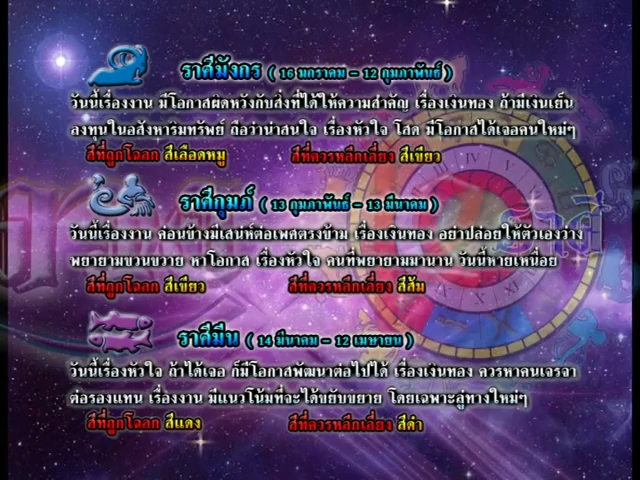 ราศีมังกร ( 16 มกราคม - 12 กุมภาพันธ์ )
วันนี้เรื่องงาน มีโอกาสผิดหวังกับสิ่งที่ได้ให้ความสำคัญ เรื่องเงินทอง ถ้ามีเงินเย็น
ลงทุนในอสังหาริมทรัพย์ ถือว่าน่าสนใจ เรื่องหัวใจ โสด มีโอกาสได้เจอคนใหม่ๆ
สีที่ถูกโฉลก สีเลือดหมู สีที่ควรหลีกเลี่ยง สีเขียว
ราศีกุมภ์ ( 13 กุมภาพันธ์ - 13 มีนาคม )
วันนี้เรื่องงาน ค่อนข้างมีเสน่ห์ต่อเพศตรงข้าม เรื่องเงินทอง อย่าปล่อยให้ตัวเองว่าง
พยายามขวนขวาย หาโอกาส เรื่องหัวใจ คนที่พยายามมานาน วันนี้หายเหนื่อย
สีที่ถูกโฉลก สีเขียว สีที่ควรหลีกเลี่ยง สีส้ม
ราศีมีน ( 14 มีนาคม - 12 เมษายน )
วันนี้เรื่องหัวใจ ถ้าได้เจอ ก็มีโอกาสพัฒนาต่อไปได้ เรื่องเงินทอง ควรหาคนเจรจา
ต่อรองแทน เรื่องงาน มีแนวโน้มที่จะได้ขยับขยาย โดยเฉพาะลู่ทางใหม่ๆ
สีที่ถูกโฉลก สีแดง สีที่ควรหลีกเลี่ยง สีดำ